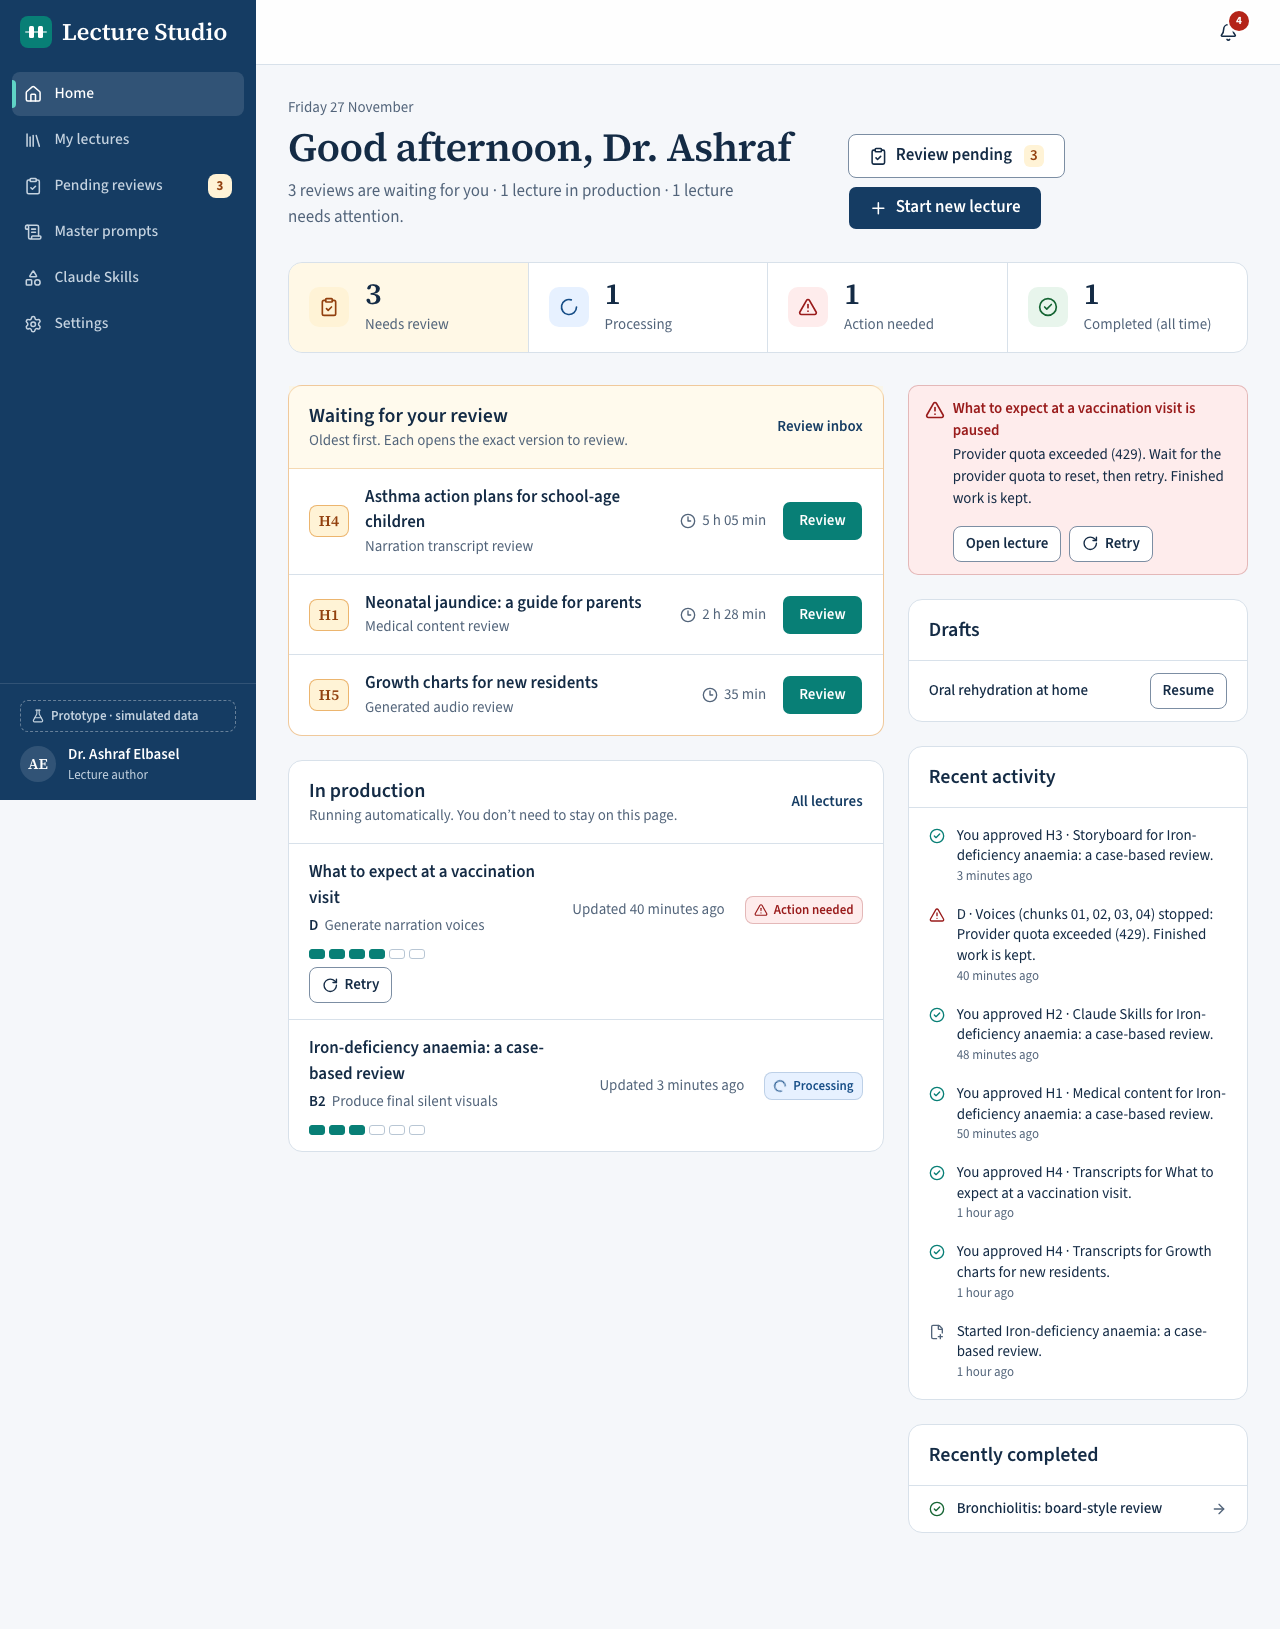 Lecture Studio
Home
My lectures
Pending reviews 3
Master prompts
Claude Skills
Settings
Prototype · simulated data
AE
Dr. Ashraf Elbasel
Lecture author
4
Friday 27 November
Good afternoon, Dr. Ashraf
3 reviews are waiting for you · 1 lecture in production · 1 lecture
needs attention.
Review pending 3
Start new lecture
3
Needs review
1
Processing
1
Action needed
1
Completed (all time)
Waiting for your review
Oldest first. Each opens the exact version to review.
Review inbox
H4
Asthma action plans for school-age
children
Narration transcript review
5 h 05 min
Review
H1
Neonatal jaundice: a guide for parents
Medical content review
2 h 28 min
Review
H5
Growth charts for new residents
Generated audio review
35 min
Review
In production
Running automatically. You don’t need to stay on this page.
All lectures
What to expect at a vaccination
visit
D Generate narration voices
Updated 40 minutes ago
Action needed
Retry
Iron-deficiency anaemia: a case-
based review
B2 Produce final silent visuals
Updated 3 minutes ago
Processing
What to expect at a vaccination visit is
paused
Provider quota exceeded (429). Wait for the
provider quota to reset, then retry. Finished
work is kept.
Open lecture
Retry
Drafts
Oral rehydration at home
Resume
Recent activity
You approved H3 · Storyboard for Iron-
deficiency anaemia: a case-based review.
3 minutes ago
D · Voices (chunks 01, 02, 03, 04) stopped:
Provider quota exceeded (429). Finished
work is kept.
40 minutes ago
You approved H2 · Claude Skills for Iron-
deficiency anaemia: a case-based review.
48 minutes ago
You approved H1 · Medical content for Iron-
deficiency anaemia: a case-based review.
50 minutes ago
You approved H4 · Transcripts for What to
expect at a vaccination visit.
1 hour ago
You approved H4 · Transcripts for Growth
charts for new residents.
1 hour ago
Started Iron-deficiency anaemia: a case-
based review.
1 hour ago
Recently completed
Bronchiolitis: board-style review